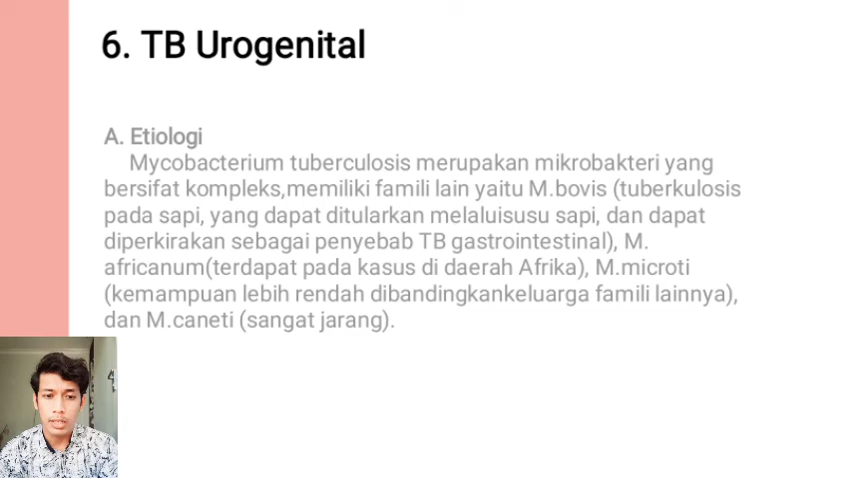 6. TB Urogenital
A. Etiologi
Mycobacterium tuberculosis merupakan mikrobakteri yang
bersifat kompleks,memiliki famili lain yaitu M.bovis (tuberkulosis
pada sapi, yang dapat ditularkan melaluisusu sapi, dan dapat
diperkirakan sebagai penyebab TB gastrointestinal), M.
africanum(terdapat pada kasus di daerah Afrika), M.microti
(kemampuan lebih rendah dibandingkankeluarga famili lainnya),
dan M.caneti (sangat jarang).